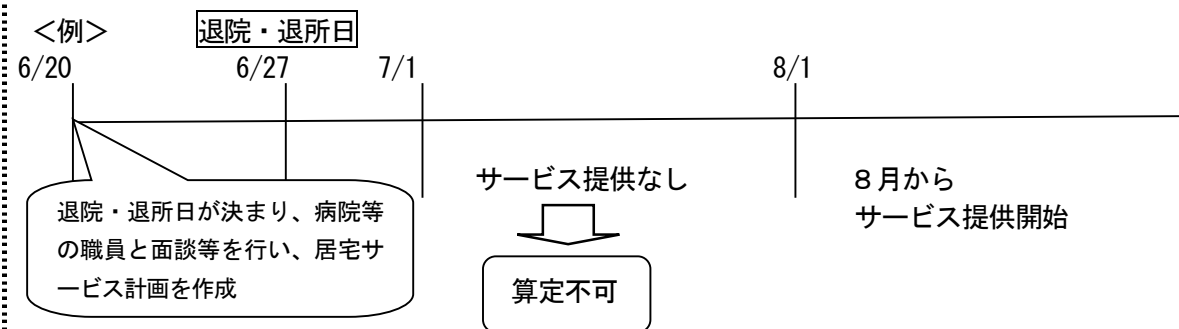 ＜例＞
退院・退所日
6/20
6/27
7/1
8/1
退院・退所日が決まり、病院等
の職員と面談等を行い、居宅サ
ービス計画を作成
サービス提供なし
算定不可
８月から
サービス提供開始